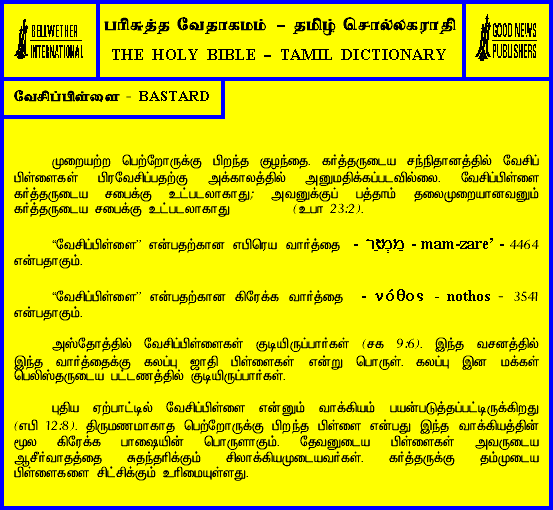 BELLWETHER
INTERNATIONAL
பரிசுத்த வேதாகமம் – தமிழ் சொல்லகராதி
THE HOLY BIBLE – TAMIL DICTIONARY
GOOD NEWS
PUBLISHERS
வேசிப்பிள்ளை - BASTARD
முறையற்ற பெற்றோருக்கு பிறந்த குழந்தை. கர்த்தருடைய சந்நிதானத்தில் வேசிப்
பிள்ளைகள் பிரவேசிப்பதற்கு அக்காலத்தில் அனுமதிக்கப்படவில்லை. வேசிப்பிள்ளை
கர்த்தருடைய சபைக்கு உட்படலாகாது; அவனுக்குப் பத்தாம் தலைமுறையானவனும்
கர்த்தருடைய சபைக்கு உட்படலாகாது (உபா 23:2).
“வேசிப்பிள்ளை” என்பதற்கான எபிரெய வார்த்தை - מַמְזֵר - mam-zare’ - 4464
என்பதாகும்.
“வேசிப்பிள்ளை” என்பதற்கான கிரேக்க வார்த்தை - νόθος - nothos - 3541
என்பதாகும்.
அஸ்தோத்தில் வேசிப்பிள்ளைகள் குடியிருப்பார்கள் (சக 9:6). இந்த வசனத்தில்
இந்த வார்த்தைக்கு கலப்பு ஜாதி பிள்ளைகள் என்று பொருள். கலப்பு இன மக்கள்
பெலிஸ்தருடைய பட்டணத்தில் குடியிருப்பார்கள்.
புதிய ஏற்பாட்டில் வேசிப்பிள்ளை என்னும் வாக்கியம் பயன்படுத்தப்பட்டிருக்கிறது
(எபி 12:8). திருமணமாகாத பெற்றோருக்கு பிறந்த பிள்ளை என்பது இந்த வாக்கியத்தின்
மூல கிரேக்க பாஷையின் பொருளாகும். தேவனுடைய பிள்ளைகள் அவருடைய
ஆசீர்வாதத்தை சுதந்தரிக்கும் சிலாக்கியமுடையவர்கள். கர்த்தருக்கு தம்முடைய
பிள்ளைகளை சிட்சிக்கும் உரிமையுள்ளது.